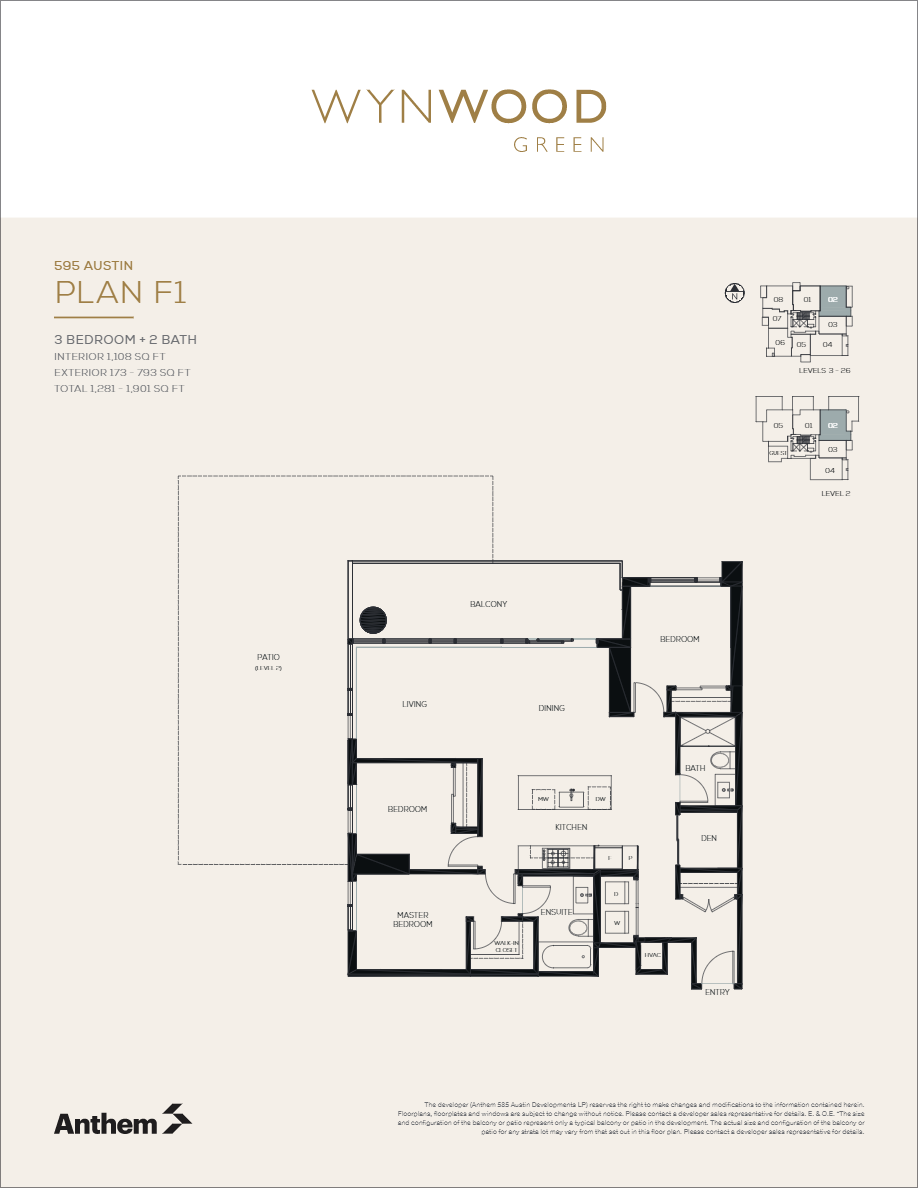 WYNWOOD
GREEN
595 AUSTIN
PLAN F1
3 BEDROOM + 2 BATH
INTERIOR 1,108 SQ FT
EXTERIOR 173 - 793 SQ FT
TOTAL 1,281 - 1,901 SQ FT
N
08
01
02
07
03
06
05
04
LEVELS 3 - 26
05
01
02
GUEST
03
04
LEVEL 2
BALCONY
BEDROOM
PATIO
(LEVEL 2)
LIVING
DINING
BATH
BEDROOM
MW
DW
KITCHEN
DEN
F
P
D
W
MASTER
BEDROOM
ENSUITE
WALK-IN
CLOSET
HVAC
ENTRY
Anthem
The developer (Anthem 585 Austin Developments LP) reserves the right to make changes and modifications to the information contained herein.
Floorplans, floorplates and windows are subject to change without notice. Please contact a developer sales representative for details. E. & O.E. *The size
and configuration of the balcony or patio represent only a typical balcony or patio in the development. The actual size and configuration of the balcony or
patio for any strata lot may vary from that set out in this floor plan. Please contact a developer sales representative for details.